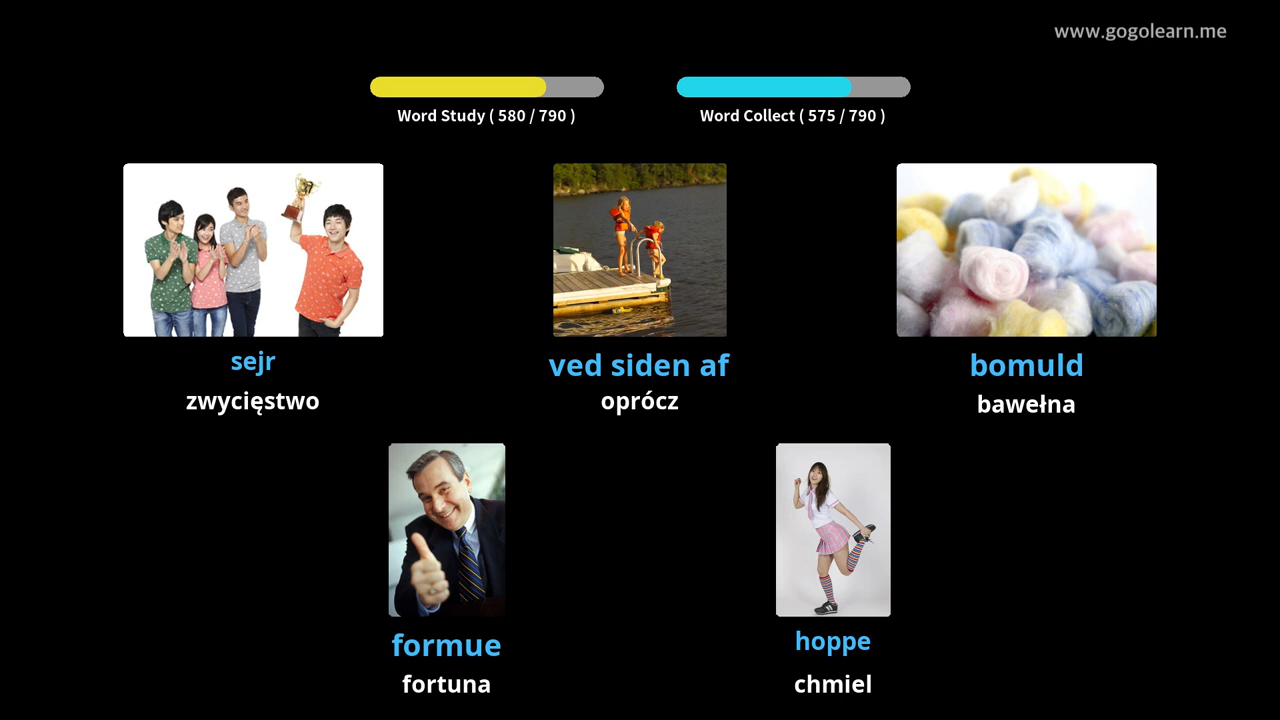 www.gogolearn.me
Word Study ( 580 / 790 )
Word Collect ( 575 / 790 )
sejr
zwycięstwo
ved siden af
oprócz
bomuld
bawełna
formue
fortuna
hoppe
chmiel